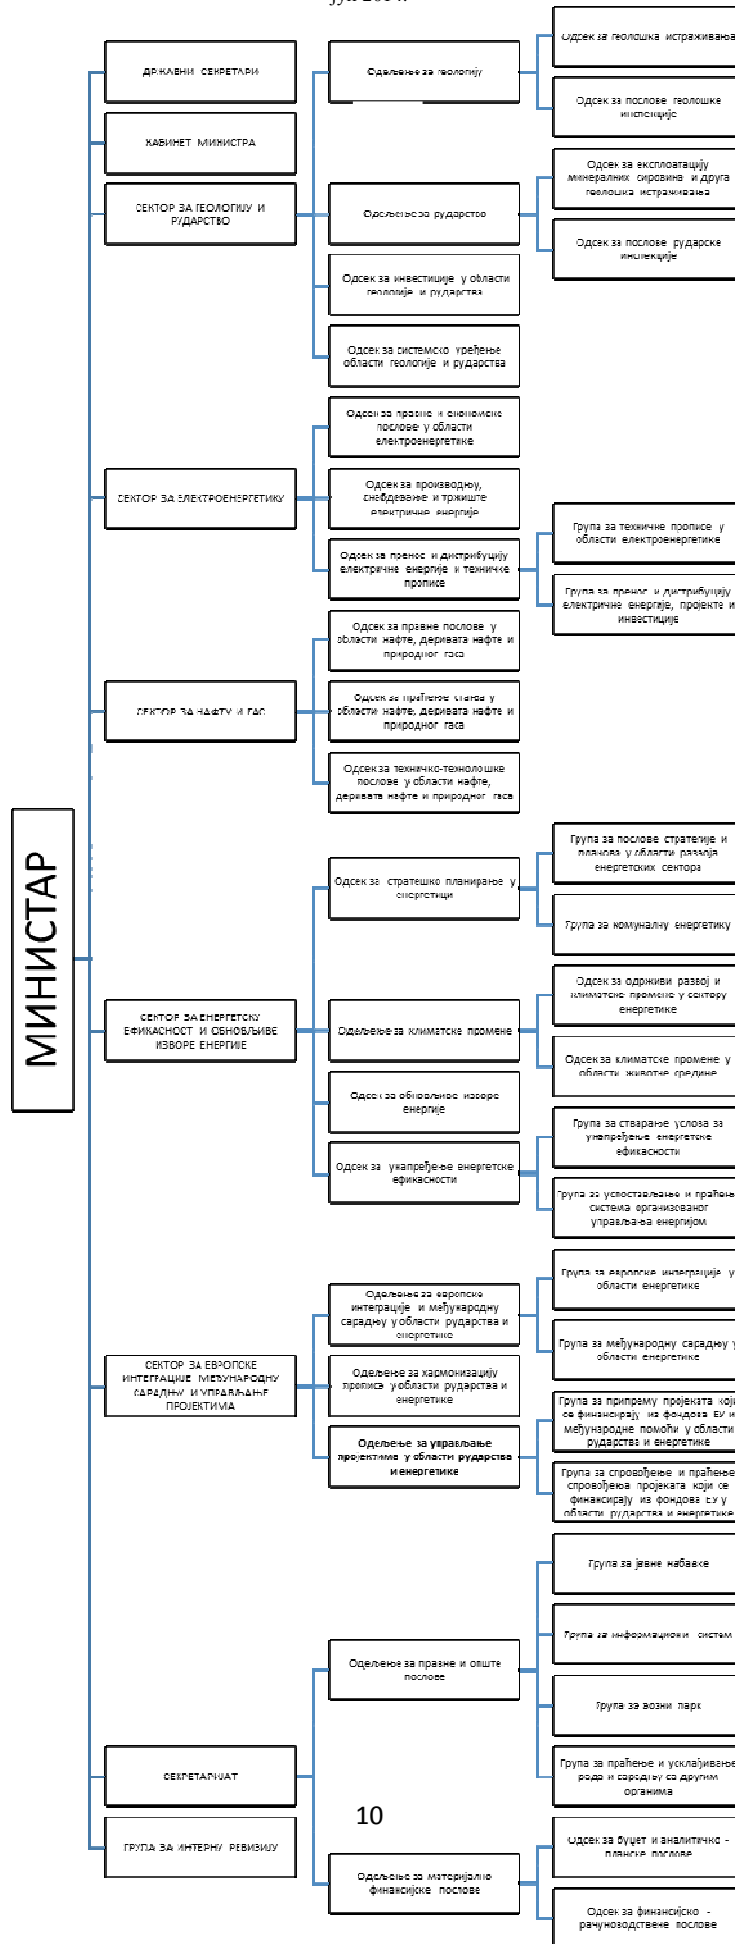 МИНИСТАР
ДРЖАВНИ СЕКРЕТАРИ
КАБИНЕТ МИНИСТРА
СЕКТОР ЗА ГЕОЛОГИЈУ И
РУДАРСТВО
Одељење за геологију
Одсек за геолошка истраживања
Одсек за послове геолошке
инспекције
Одељење за рударство
Одсек за експлоатацију
минералних сировина и друга
геолошка истраживања
Одсек за послове рударске
инспекције
Одсек за инвестиције у области
геологије и рударства
Одсек за системско уређење
области геологије и рударства
СЕКТОР ЗА ЕЛЕКТРОЕНЕРГЕТИКУ
Одсек за правне и економске
послове у области
електроенергетике
Одсек за производњу,
снабдевање и тржиште
електричне енергије
Одсек за пренос и дистрибуцију
електричне енергије и техничке
прописе
Група за техничке прописе у
области електроенергетике
Група за пренос и дистрибуцију
електричне енергије, пројекте и
инвестиције
СЕКТОР ЗА НАФТУ И ГАС
Одсек за правне послове у
области нафте, деривата нафте и
природног гаса
Одсек за праћење стања у
области нафте, деривата нафте и
природног гаса
Одсек за техничко-технолошке
послове у области нафте,
деривата нафте и природног гаса
СЕКТОР ЗА ЕНЕРГЕТСКУ
ЕФИКАСНОСТ И ОБНОВЉИВЕ
ИЗВОРЕ ЕНЕРГИЈЕ
Одсек за стратешко планирање у
енергетици
Група за послове стратегије и
планова у области развоја
енергетских сектора
Група за комуналну енергетику
Одељење за климатске промене
Одсек за одрживи развој и
климатске промене у сектору
енергетике
Одсек за климатске промене у
области животне средине
Одсек за обновљиве изворе
енергије
Одсек за унапређење енергетске
ефикасности
Група за стварање услова за
унапређење енергетске
ефикасности
Група за успостављање и праћење
система организованог
управљања енергијом
СЕКТОР ЗА ЕВРОПСКЕ
ИНТЕГРАЦИЈЕ МЕЂУНАРОДНУ
САРАДЊУ И УПРАВЉАЊЕ
ПРОЈЕКТИМА
Одељење за европске
интеграције и међународну
сарадњу у области рударства и
енергетике
Група за европске интеграције у
области енергетике
Група за међународну сарадњу у
области енергетике
Одељење за хармонизацију
прописа у области рударства и
енергетике
Одељење за управљање
пројектима у области рударства
и енергетике
Група за припрему пројеката који
се финансирају из фондова ЕУ и
међународне помоћи у области
рударства и енергетике
Група за спровођење и праћење
спровођења пројеката који се
финансирају из фондова ЕУ у
области рударства и енергетике
СЕКРЕТАРИЈАТ
Одељење за правне и опште
послове
Група за јавне набавке
Група за информациони систем
Група за возни парк
Група за праћење и усклађивање
рада и сарадњу са другим
органима
Одељење за материјално
финансијске послове
Одсек за буџет и аналитичко -
планске послове
Одсек за финансијско -
рачуноводствене послове
ГРУПА ЗА ИНТЕРНУ РЕВИЗИЈУ
10